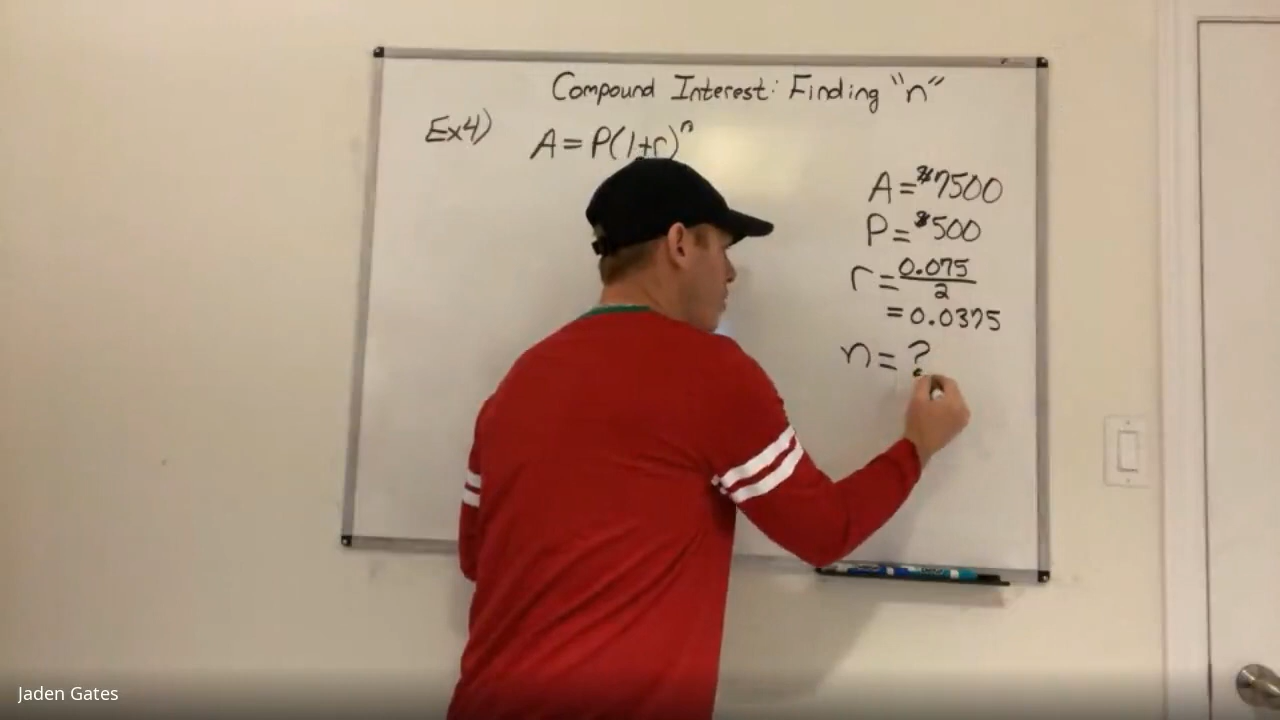 Compound Interest: Finding "n"
Ex4) A=P(1+r)^n
A=$7500
P=$500
r=0.075/2
=0.0375
n=?
Jaden Gates